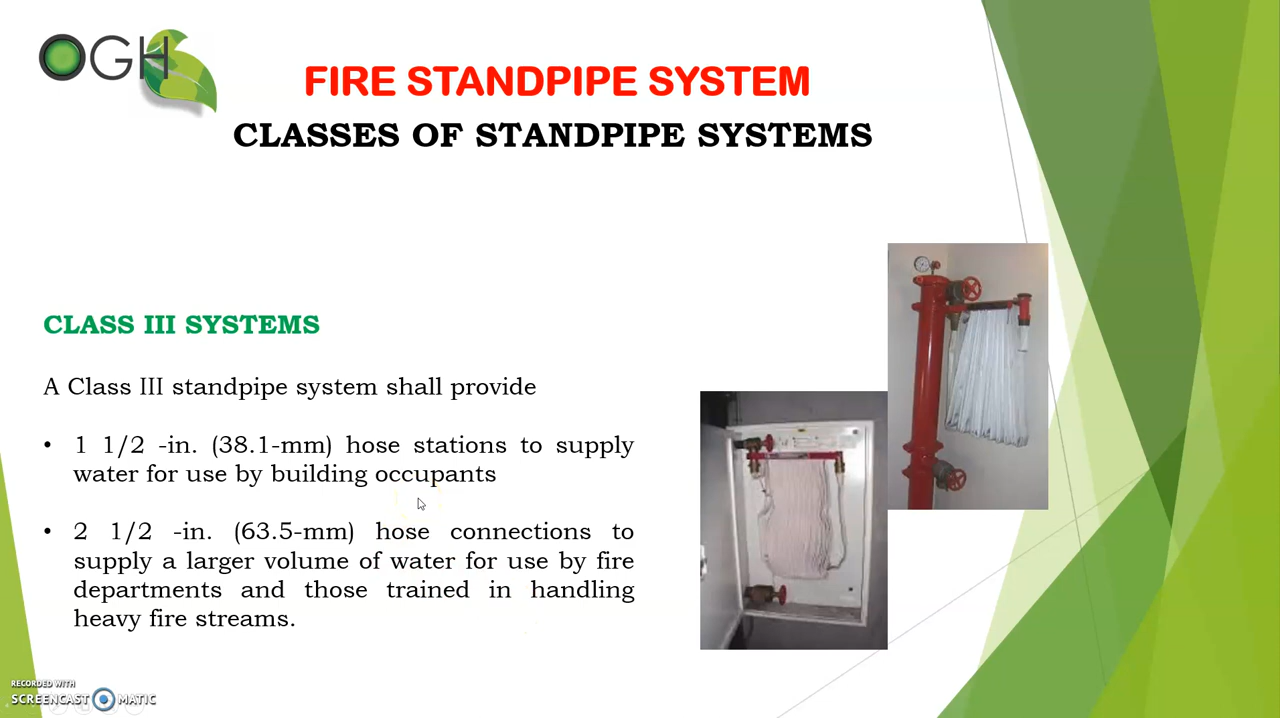 OGH
FIRE STANDPIPE SYSTEM
CLASSES OF STANDPIPE SYSTEMS
CLASS III SYSTEMS
A Class III standpipe system shall provide
• 1 1/2 -in. (38.1-mm) hose stations to supply
water for use by building occupants
• 2 1/2 -in. (63.5-mm) hose connections to
supply a larger volume of water for use by fire
departments and those trained in handling
heavy fire streams.
RECORDED WITH
SCREENCAST MATIC